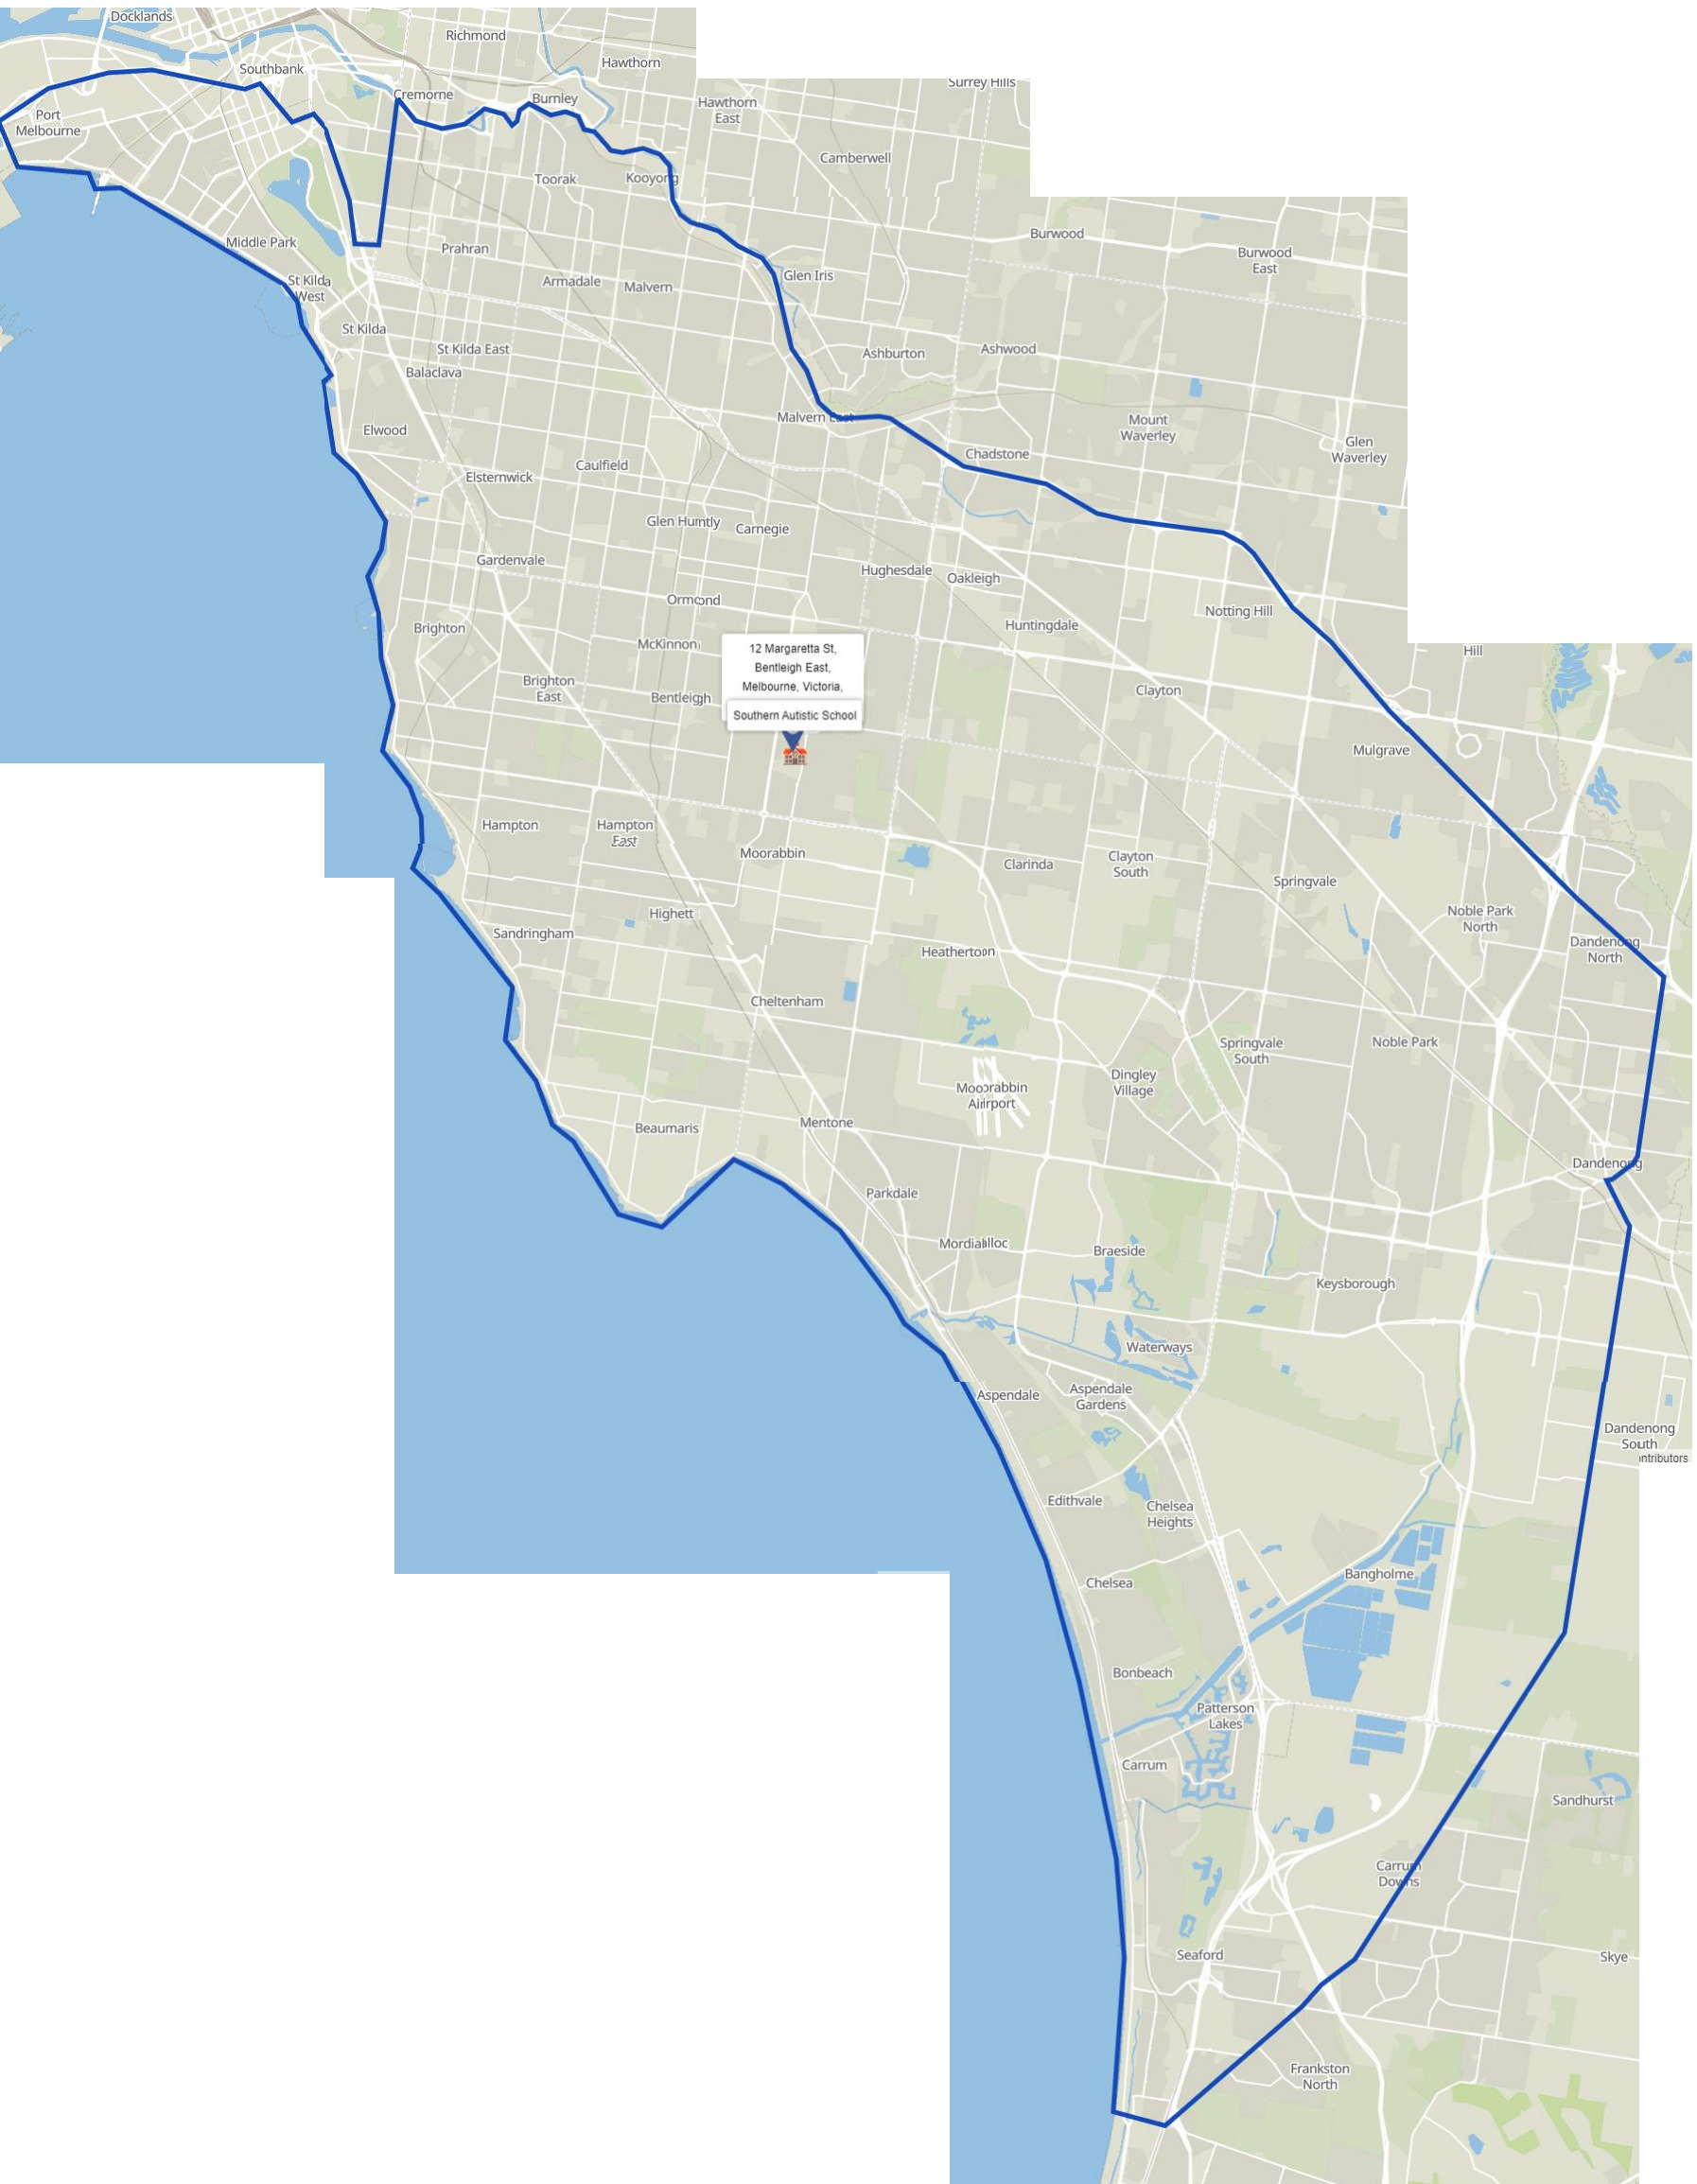 Docklands
Richmond
Hawthorn
Southbank
Surrey Hills
Cremorne
Burnley
Hawthorn
East
Port
Melbourne
Camberwell
Toorak
Kooyong
Burwood
Middle Park
Prahran
Burwood
East
Glen Iris
St Kilda
West
Armadale
Malvern
St Kilda
St Kilda East
Ashburton
Ashwood
Balaclava
Malvern East
Mount
Waverley
Elwood
Glen
Waverley
Chadstone
Caulfield
Elsternwick
Glen Huntly
Carnegie
Gardenvale
Hughesdale
Oakleigh
Ormond
Notting Hill
Brighton
Huntingdale
McKinnon
12 Margaretta St,
Bentleigh East,
Melbourne, Victoria,
Hill
Brighton
East
Bentleigh
Clayton
Southern Autistic School
Mulgrave
Hampton
Hampton
East
Moorabbin
Clarinda
Clayton
South
Springvale
Highett
Noble Park
North
Sandringham
Heatherton
Dandenong
North
Cheltenham
Springvale
South
Noble Park
Moorabbin
Airport
Dingley
Village
Beaumaris
Mentone
Dandenong
Parkdale
Mordialloc
Braeside
Keysborough
Waterways
Aspendale
Aspendale
Gardens
Dandenong
South
ontributors
Edithvale
Chelsea
Heights
Chelsea
Bangholme
Bonbeach
Patterson
Lakes
Carrum
Sandhurst
Carrum
Downs
Seaford
Skye
Frankston
North